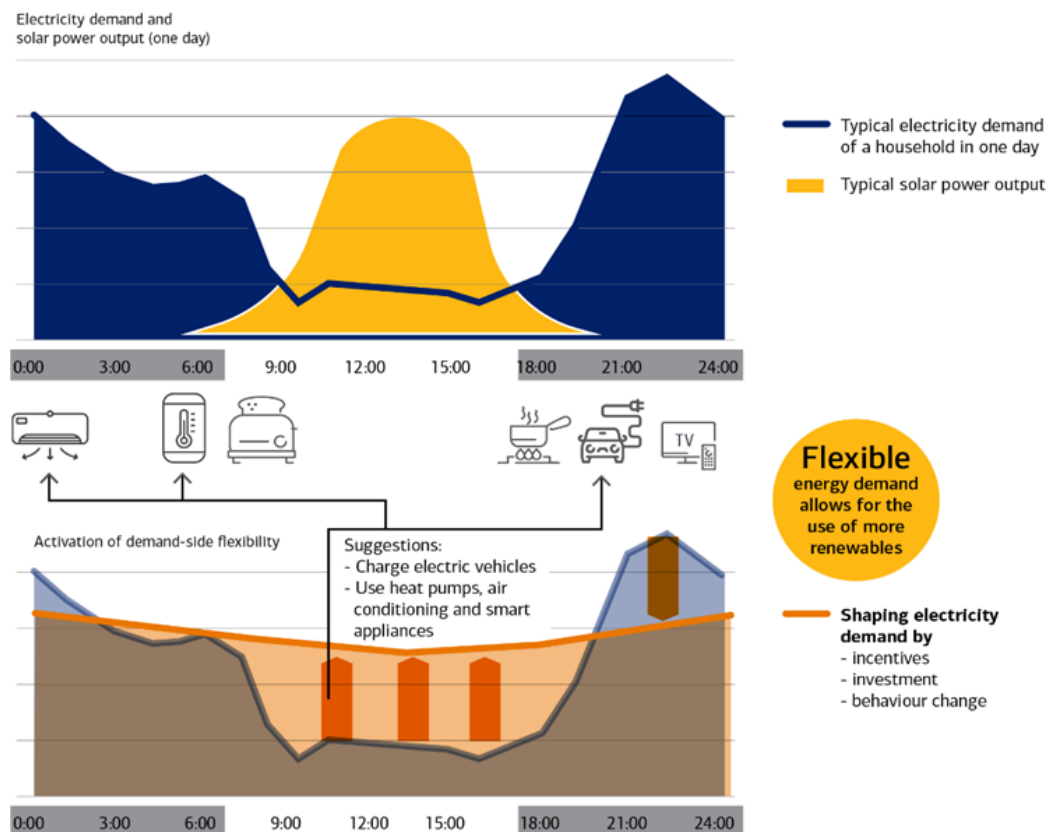 Electricity demand and
solar power output (one day)
Typical electricity demand
of a household in one day
Typical solar power output
0:00 3:00 6:00 9:00 12:00 15:00 18:00 21:00 24:00
TV
Flexible
energy demand
allows for the
use of more
renewables
Activation of demand-side flexibility
Suggestions:
- Charge electric vehicles
- Use heat pumps, air
conditioning and smart
appliances
Shaping electricity
demand by
- incentives
- investment
- behaviour change
0:00 3:00 6:00 9:00 12:00 15:00 18:00 21:00 24:00